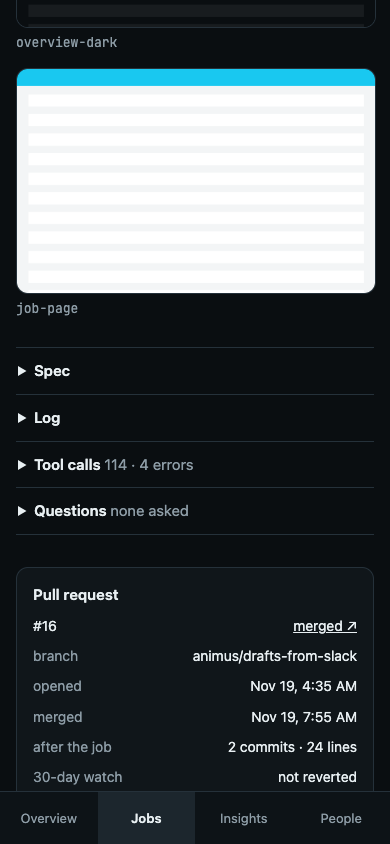 overview-dark
job-page
Spec
Log
Tool calls 114 · 4 errors
Questions none asked
Pull request
#16 merged ↗
branch animus/drafts-from-slack
opened Nov 19, 4:35 AM
merged Nov 19, 7:55 AM
after the job 2 commits · 24 lines
30-day watch not reverted
Overview Jobs Insights People